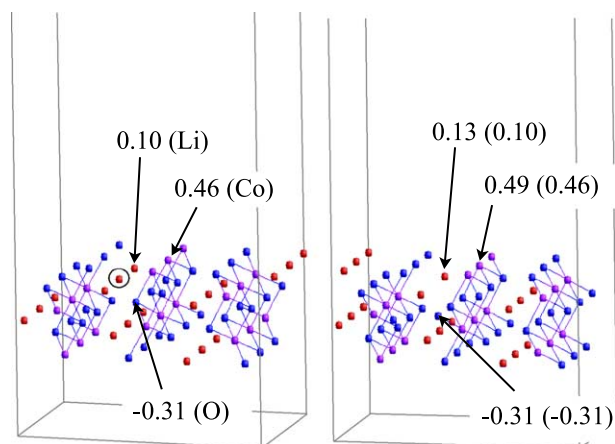 0.10 (Li)
0.46 (Co)
-0.31 (O)
0.13 (0.10)
0.49 (0.46)
-0.31 (-0.31)